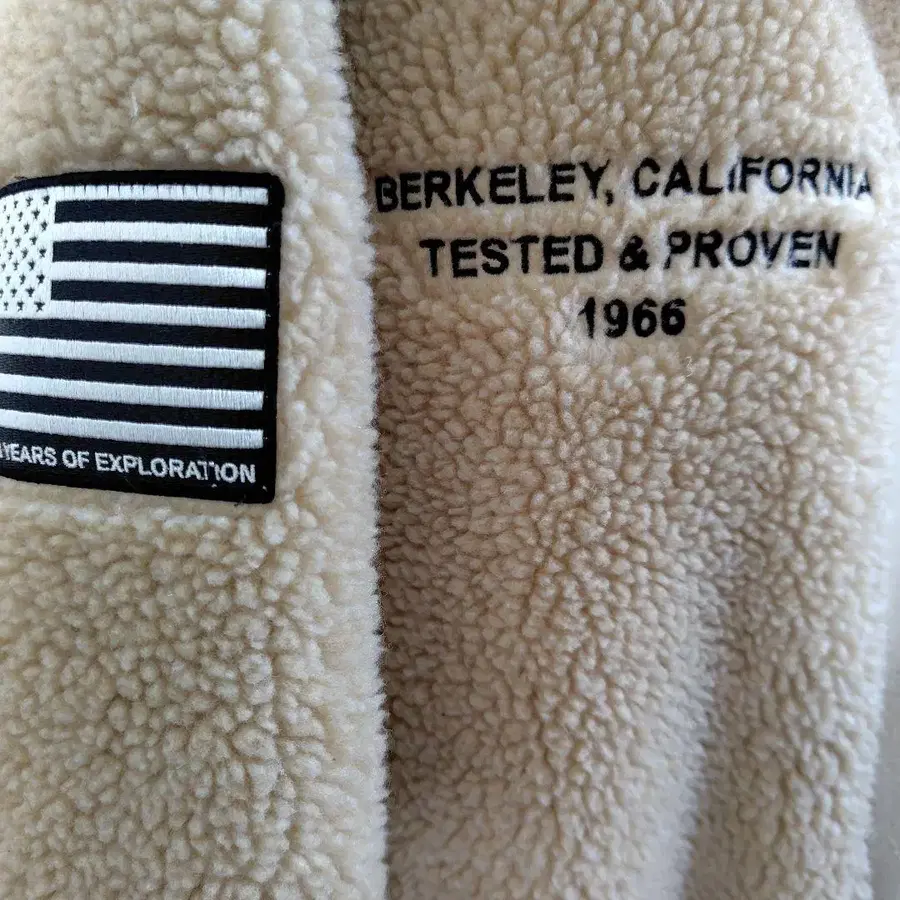 BERKELEY, CALIFORNIA
TESTED & PROVEN
1966
YEARS OF EXPLORATION